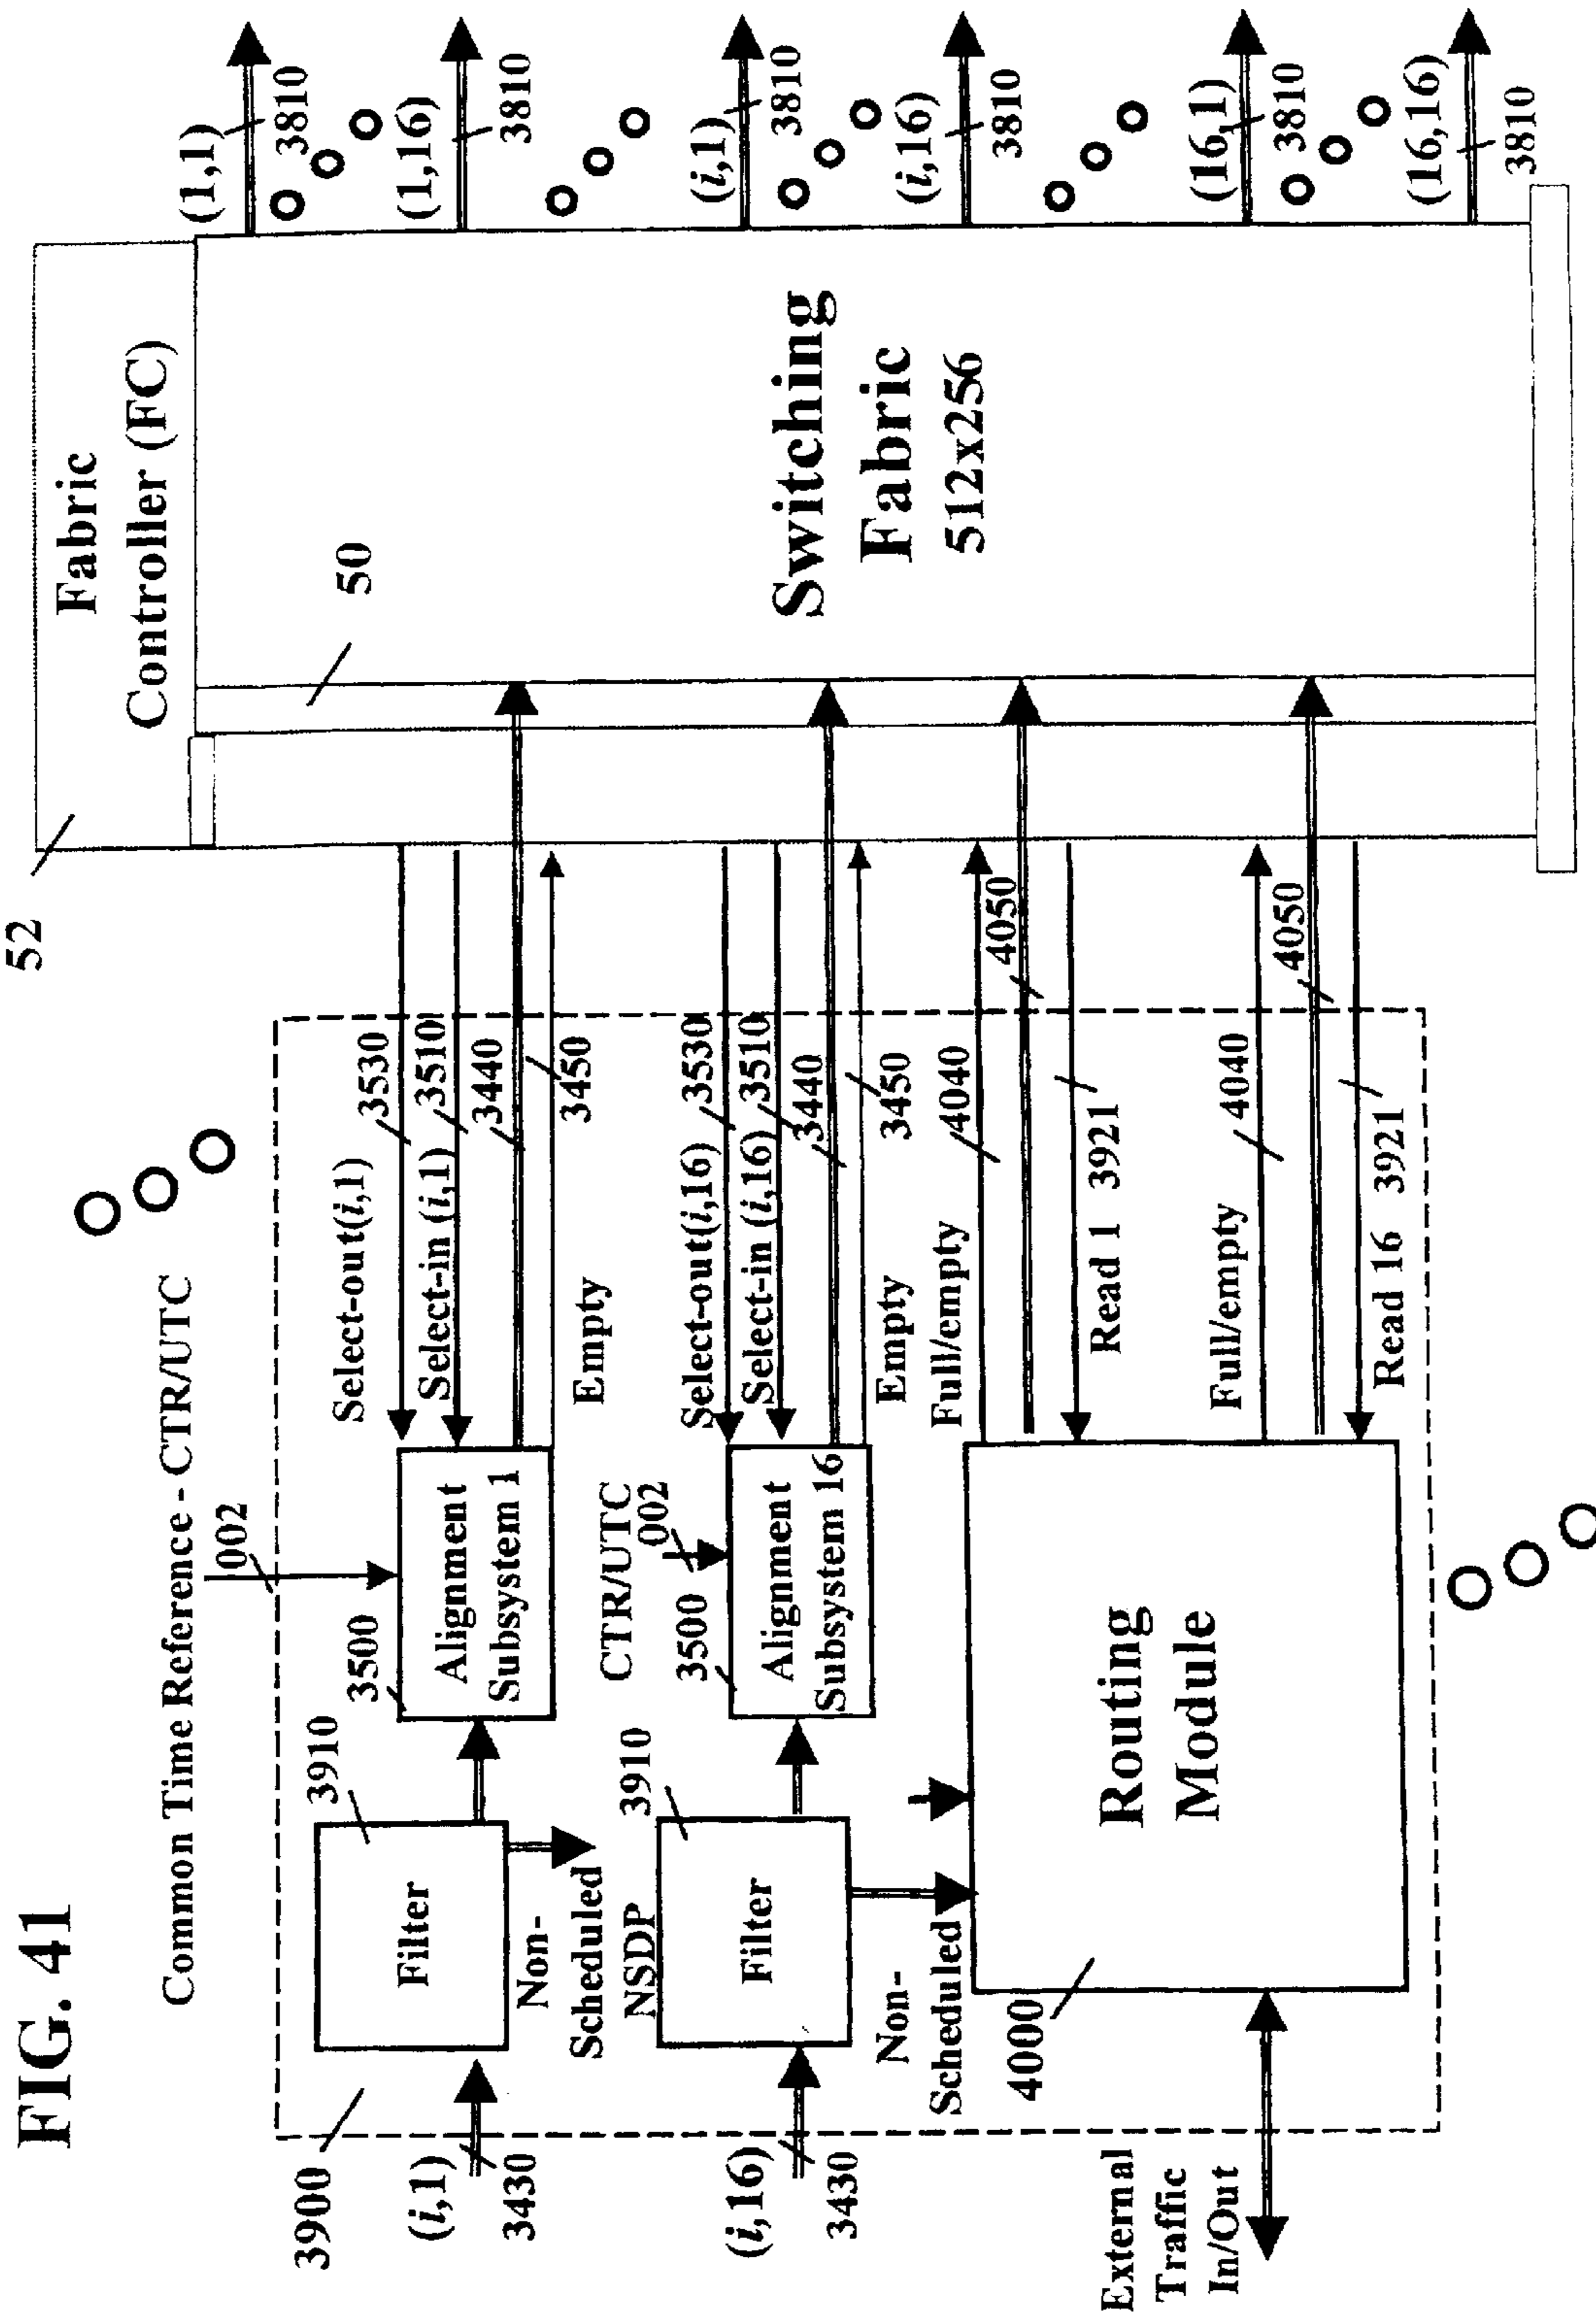 FIG. 41
52
Fabric
Controller (FC)
50
Switching
Fabric
512x256
Common Time Reference - CTR/UTC
002
3900
(i,1)
3430
Filter
3910
Non-
Scheduled
NSDP
3500
Alignment
Subsystem 1
Select-out(i,1)
3530
Select-in (i,1)
3510
3440
3450
Empty
(i,16)
3430
Filter
3910
Non-
Scheduled
CTR/UTC
002
3500
Alignment
Subsystem 16
Select-out(i,16)
3530
Select-in (i,16)
3510
3440
3450
Empty
4000
Routing
Module
External
Traffic
In/Out
Full/empty
4040
4050
Read 1 3921
Full/empty
4040
4050
Read 16 3921
(1,1)
3810
(1,16)
3810
(i,1)
3810
(i,16)
3810
(16,1)
3810
(16,16)
3810